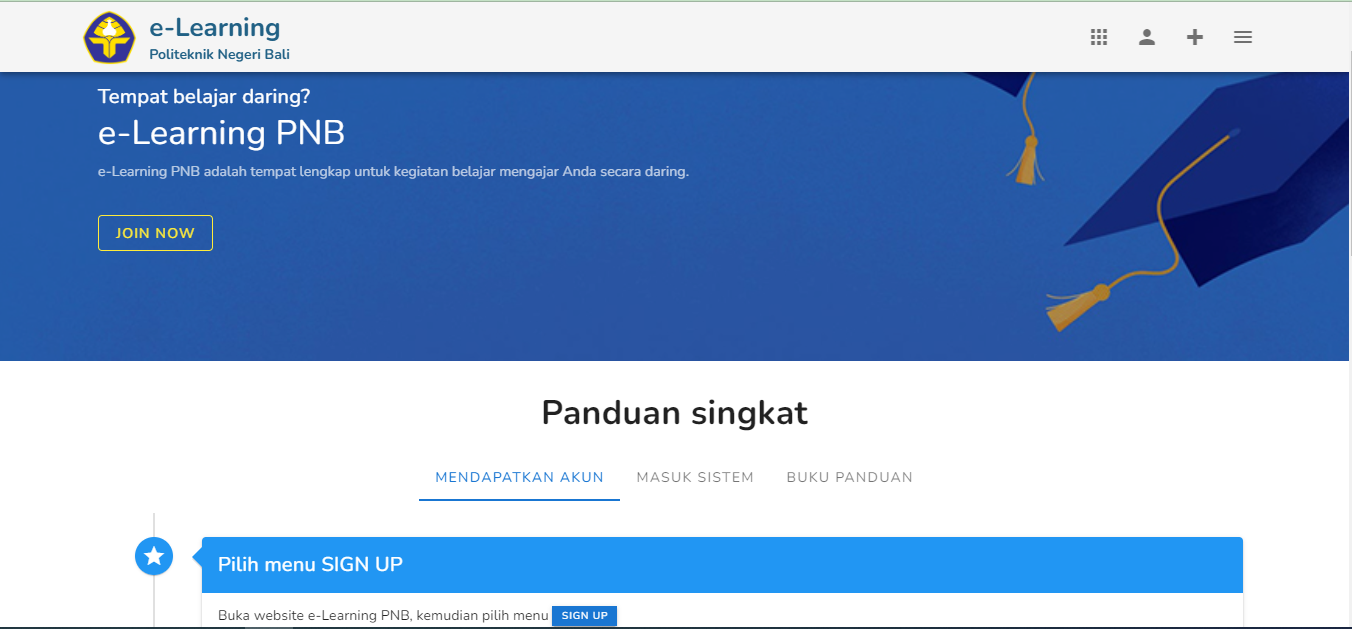 e-Learning
Politeknik Negeri Bali
Tempat belajar daring?
e-Learning PNB
e-Learning PNB adalah tempat lengkap untuk kegiatan belajar mengajar Anda secara daring.
JOIN NOW
Panduan singkat
MENDAPATKAN AKUN MASUK SISTEM BUKU PANDUAN
Pilih menu SIGN UP
Buka website e-Learning PNB, kemudian pilih menu SIGN UP